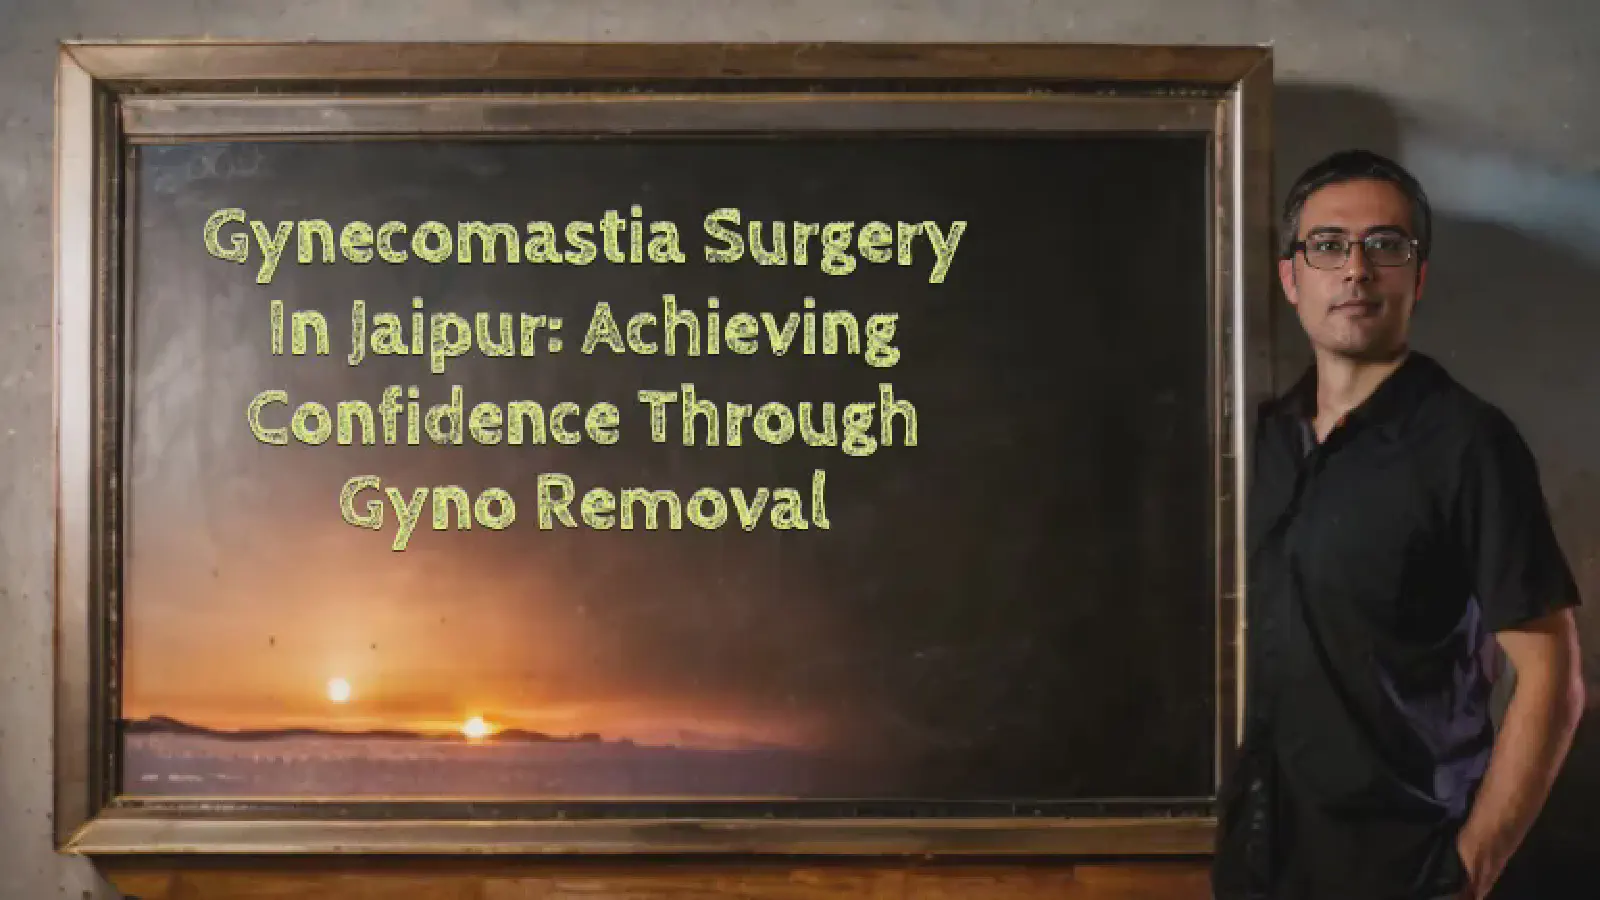 Gynecomastia Surgery
In Jaipur: Achieving
Confidence Through
Gyno Removal